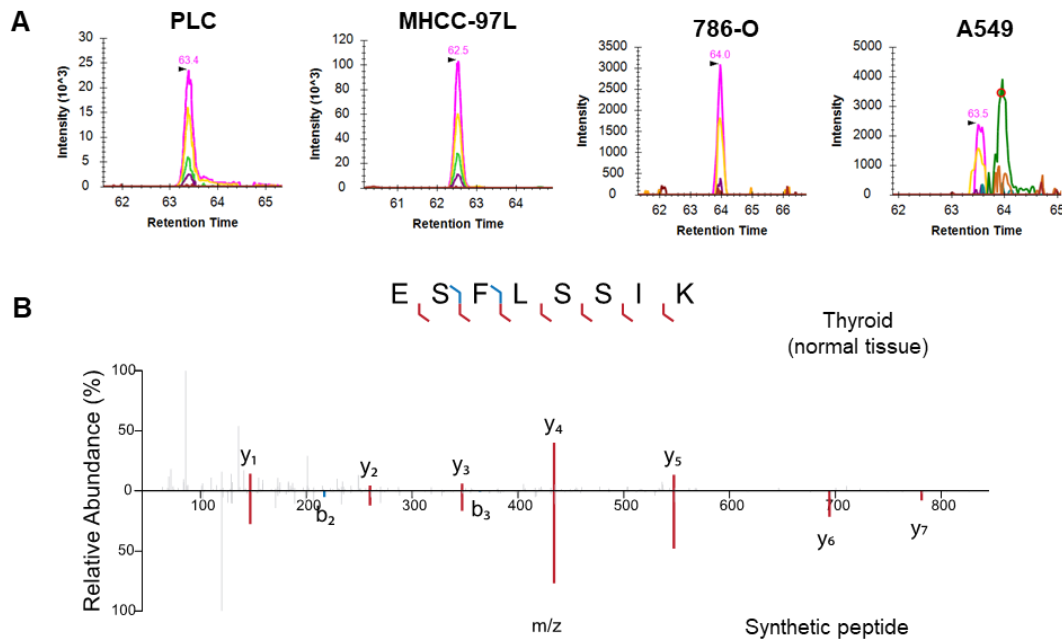 A
PLC
MHCC-97L
786-O
A549
Intensity (10^3)
30
25
20
15
10
5
0
63.4
62
63
64
65
Retention Time
Intensity (10^3)
120
100
80
60
40
20
0
62.5
61
62
63
64
Retention Time
Intensity
3500
3000
2500
2000
1500
1000
500
0
64.0
62
63
64
65
66
Retention Time
Intensity
5000
4000
3000
2000
1000
0
63.5
62
63
64
65
Retention Time
B
E S F L S S I K
Thyroid
(normal tissue)
Relative Abundance (%)
100
50
0
50
100
y₁
y₂
y₃
y₄
y₅
100
200
300
400
500
600
700
800
b₂
b₃
y₆
y₇
m/z
Synthetic peptide